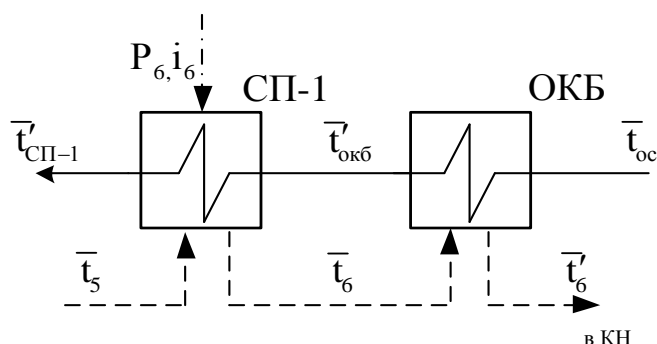 P₆, i₆
СП-1
ОКБ
t̅′СП−1
t̅′окб
t̅ос
t̅₅
t̅₆
t̅′₆
в КН